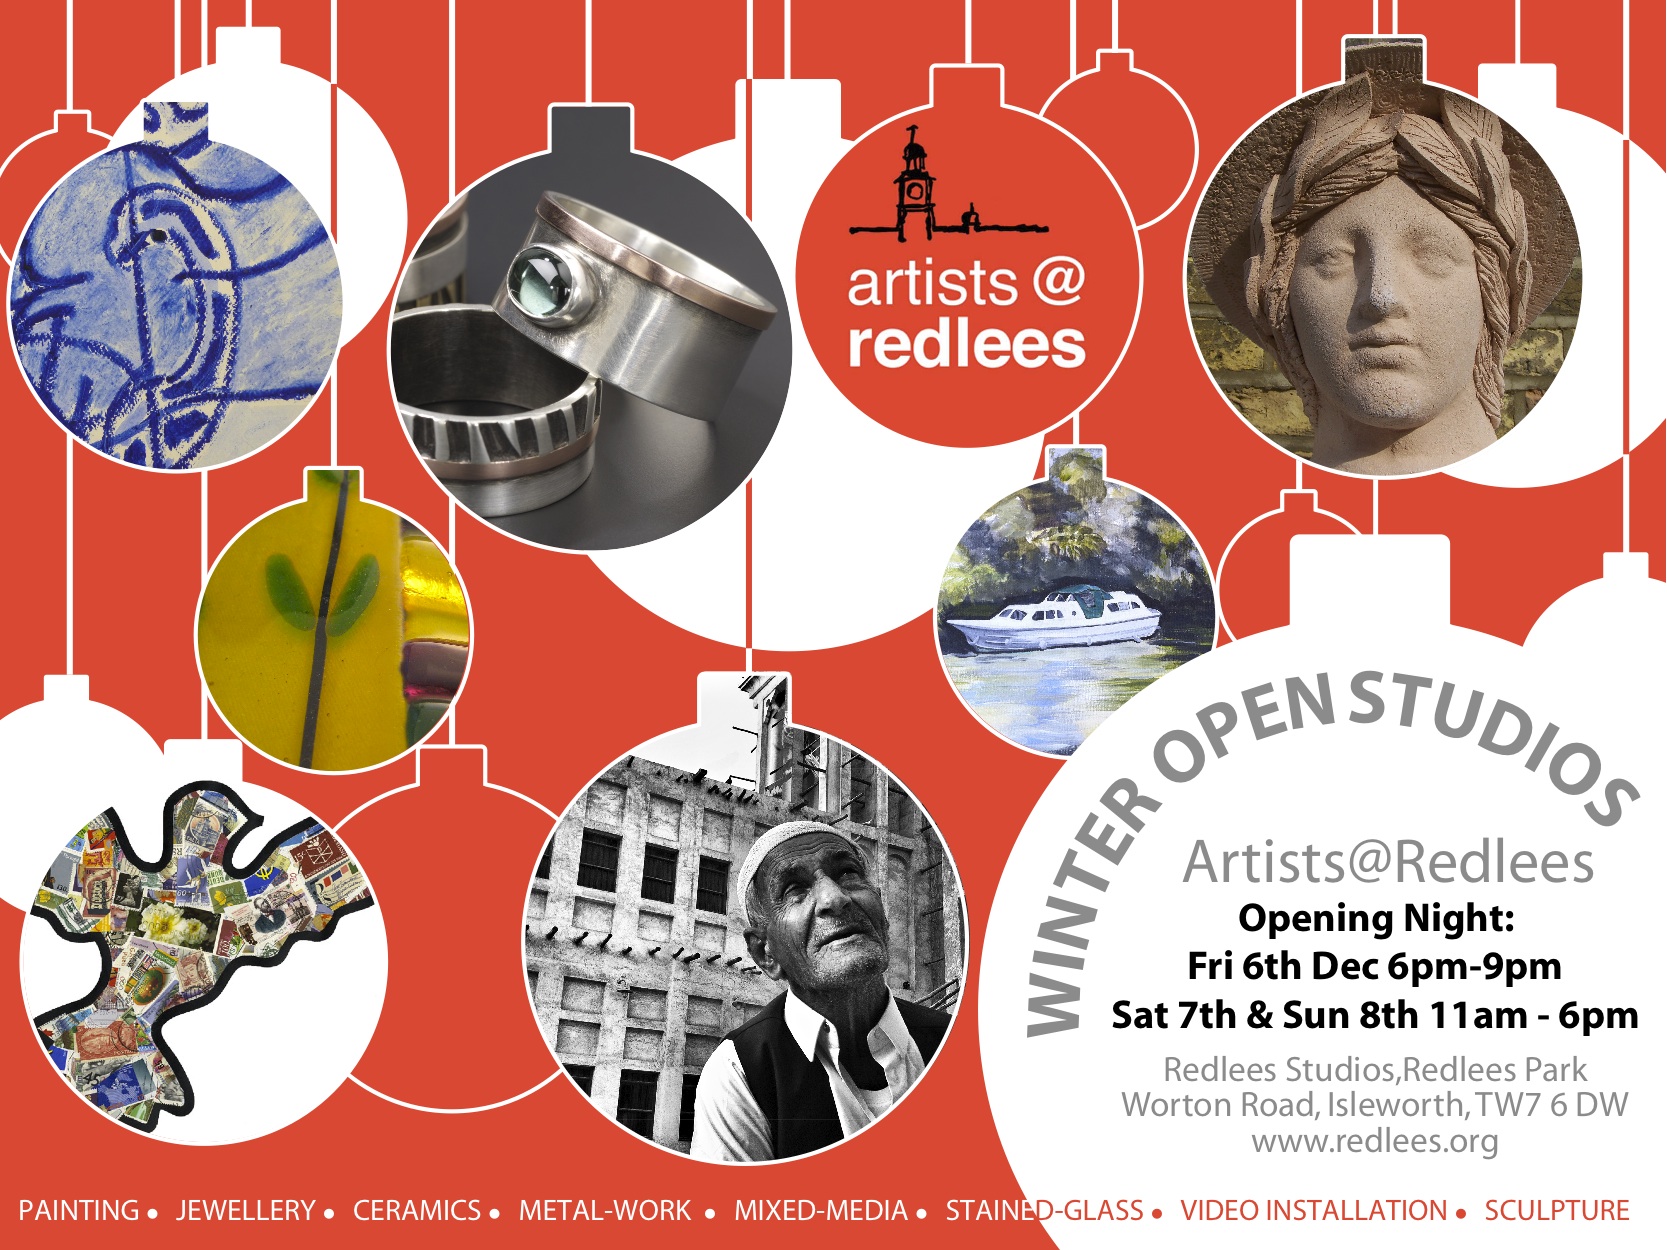 artists @
redlees
WINTER OPEN STUDIOS
Artists@Redlees
Opening Night:
Fri 6th Dec 6pm-9pm
Sat 7th & Sun 8th 11am - 6pm
Redlees Studios,Redlees Park
Worton Road, Isleworth,TW7 6 DW
www.redlees.org
PAINTING • JEWELLERY • CERAMICS • METAL-WORK • MIXED-MEDIA • STAINED-GLASS • VIDEO INSTALLATION • SCULPTURE